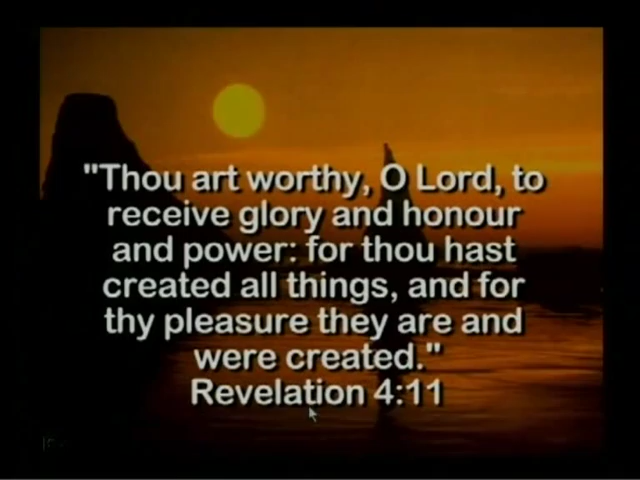 "Thou art worthy, O Lord, to
receive glory and honour
and power: for thou hast
created all things, and for
thy pleasure they are and
were created."
Revelation 4:11